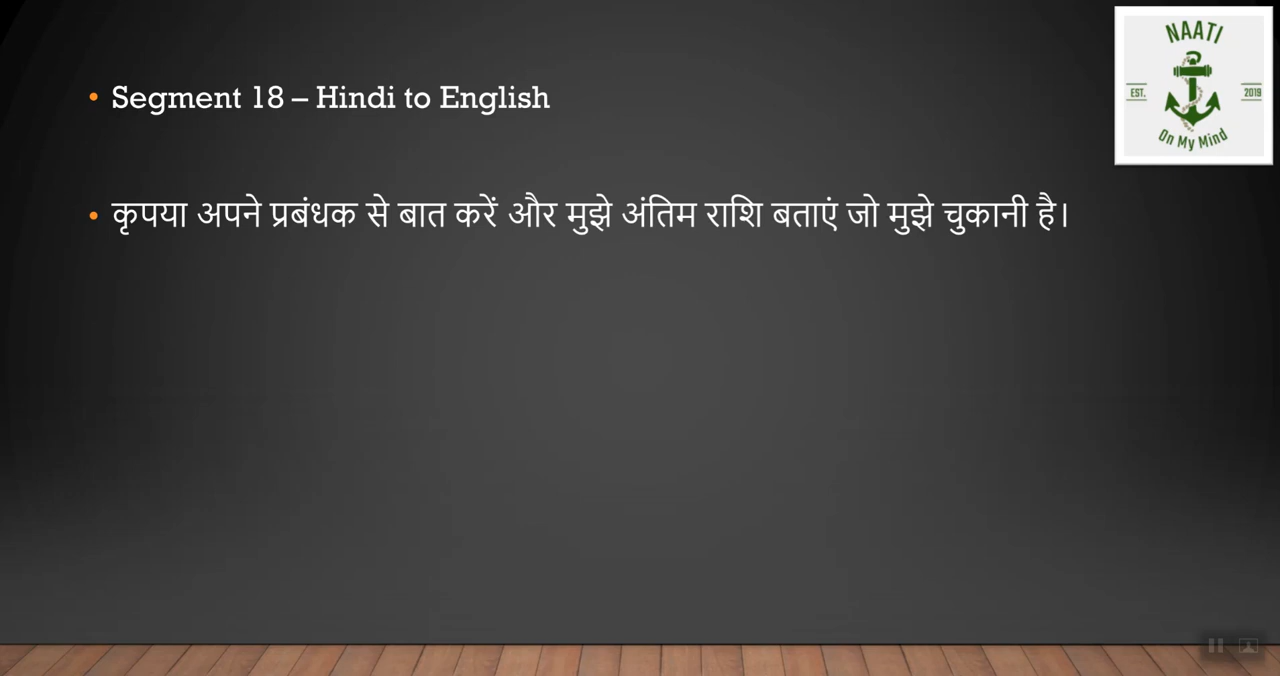 NAATI
EST. 2019
On My Mind
Segment 18 – Hindi to English
कृपया अपने प्रबंधक से बात करें और मुझे अंतिम राशि बताएं जो मुझे चुकानी है।